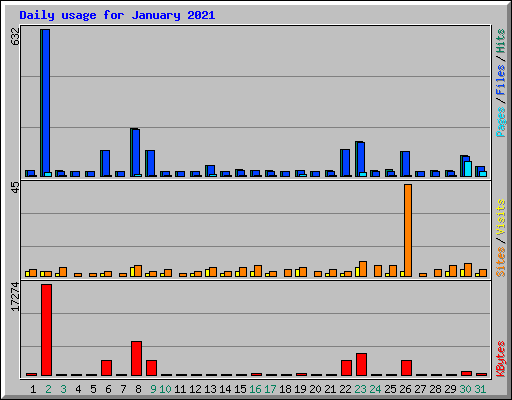 Daily usage for January 2021
632
Pages / Files / Hits
45
Sites / Visits
17274
KBytes
1 2 3 4 5 6 7 8 9 10 11 12 13 14 15 16 17 18 19 20 21 22 23 24 25 26 27 28 29 30 31